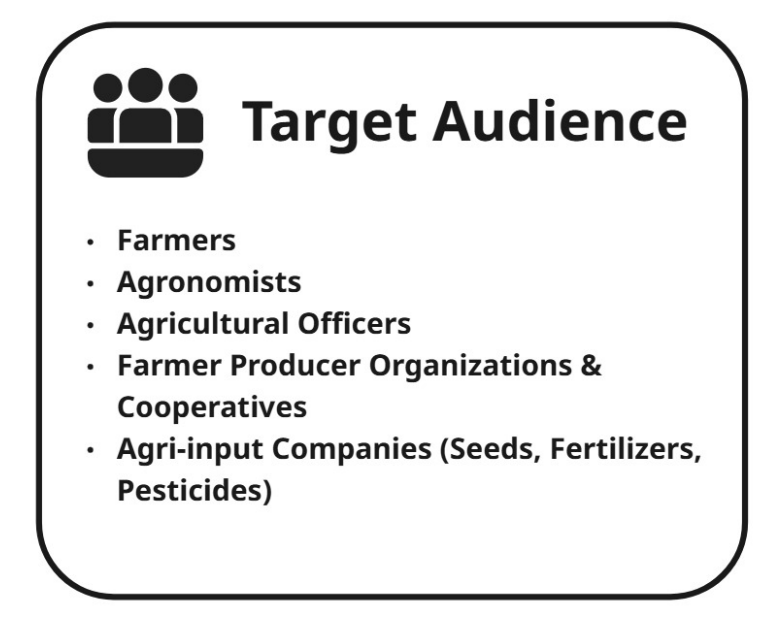 Target Audience
· Farmers
· Agronomists
· Agricultural Officers
· Farmer Producer Organizations &
Cooperatives
· Agri-input Companies (Seeds, Fertilizers,
Pesticides)